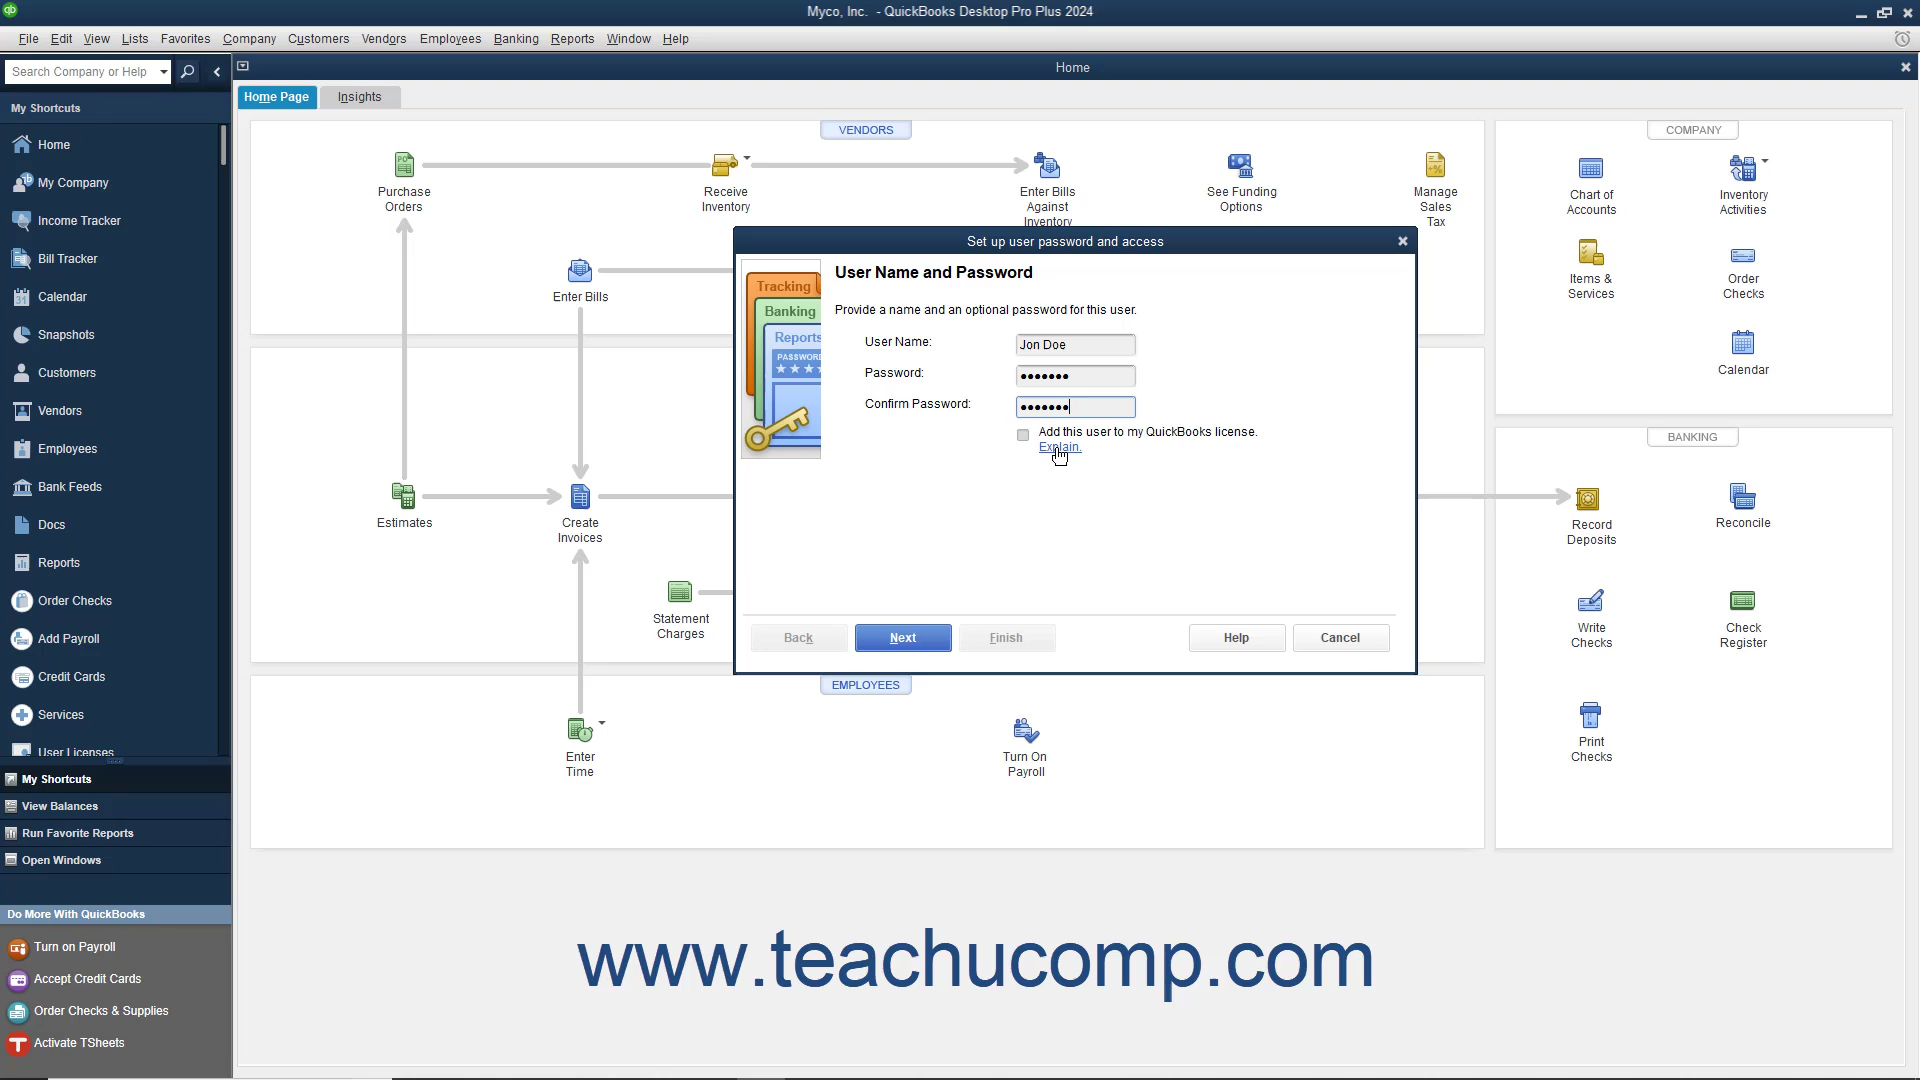 Myco, Inc. - QuickBooks Desktop Pro Plus 2024
File Edit View Lists Favorites Company Customers Vendors Employees Banking Reports Window Help
Search Company or Help
Home
My Shortcuts
Home
My Company
Income Tracker
Bill Tracker
Calendar
Snapshots
Customers
Vendors
Employees
Bank Feeds
Docs
Reports
Order Checks
Add Payroll
Credit Cards
Services
User Licenses
My Shortcuts
View Balances
Run Favorite Reports
Open Windows
Do More With QuickBooks
Turn on Payroll
Accept Credit Cards
Order Checks & Supplies
Activate TSheets
Home Page Insights
VENDORS
Purchase
Orders
Receive
Inventory
Enter Bills
Against
Inventory
See Funding
Options
Manage
Sales
Tax
Enter Bills
Estimates
Create
Invoices
Statement
Charges
EMPLOYEES
Enter
Time
Turn On
Payroll
COMPANY
Chart of
Accounts
Inventory
Activities
Items &
Services
Order
Checks
Calendar
BANKING
Record
Deposits
Reconcile
Write
Checks
Check
Register
Print
Checks
Set up user password and access
Tracking
Banking
Reports
PASSWORD
User Name and Password
Provide a name and an optional password for this user.
User Name: Jon Doe
Password: •••••••
Confirm Password: •••••••
Add this user to my QuickBooks license.
Explain.
Back Next Finish Help Cancel
www.teachucomp.com